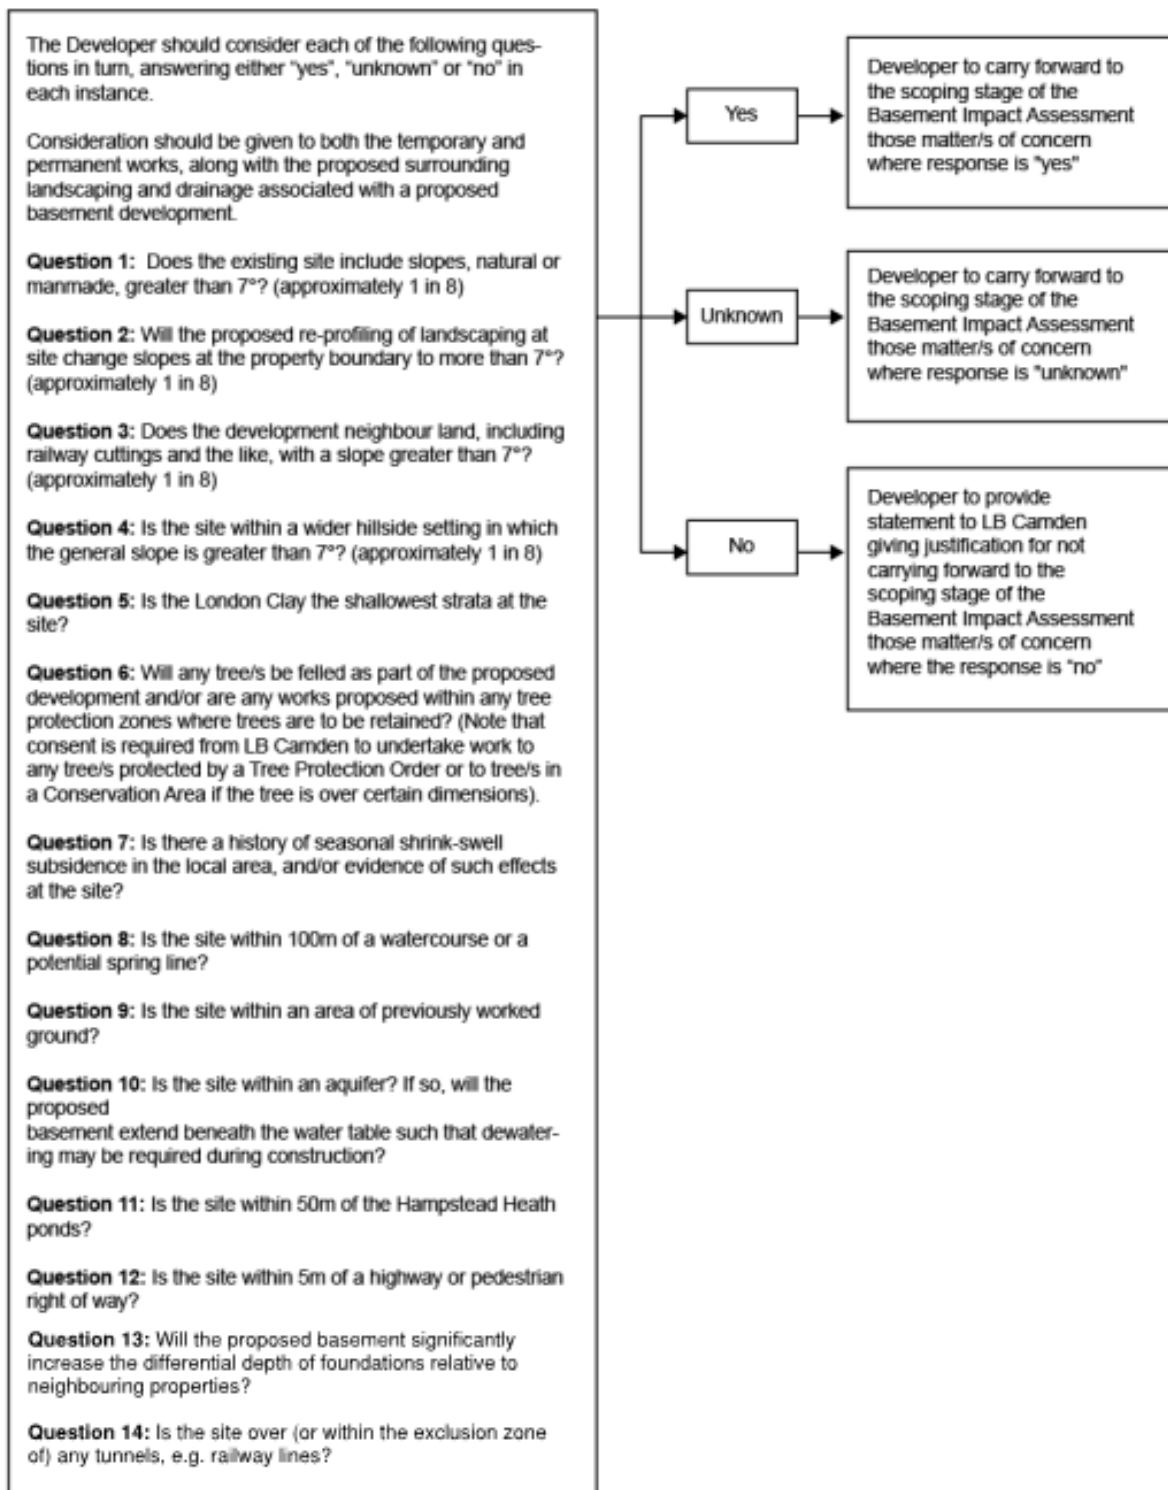 The Developer should consider each of the following ques-
tions in turn, answering either "yes", "unknown" or "no" in
each instance.
Consideration should be given to both the temporary and
permanent works, along with the proposed surrounding
landscaping and drainage associated with a proposed
basement development.
Question 1: Does the existing site include slopes, natural or
manmade, greater than 7°? (approximately 1 in 8)
Question 2: Will the proposed re-profiling of landscaping at
site change slopes at the property boundary to more than 7°?
(approximately 1 in 8)
Question 3: Does the development neighbour land, including
railway cuttings and the like, with a slope greater than 7°?
(approximately 1 in 8)
Question 4: Is the site within a wider hillside setting in which
the general slope is greater than 7°? (approximately 1 in 8)
Question 5: Is the London Clay the shallowest strata at the
site?
Question 6: Will any tree/s be felled as part of the proposed
development and/or are any works proposed within any tree
protection zones where trees are to be retained? (Note that
consent is required from LB Camden to undertake work to
any tree/s protected by a Tree Protection Order or to tree/s in
a Conservation Area if the tree is over certain dimensions).
Question 7: Is there a history of seasonal shrink-swell
subsidence in the local area, and/or evidence of such effects
at the site?
Question 8: Is the site within 100m of a watercourse or a
potential spring line?
Question 9: Is the site within an area of previously worked
ground?
Question 10: Is the site within an aquifer? If so, will the
proposed
basement extend beneath the water table such that dewater-
ing may be required during construction?
Question 11: Is the site within 50m of the Hampstead Heath
ponds?
Question 12: Is the site within 5m of a highway or pedestrian
right of way?
Question 13: Will the proposed basement significantly
increase the differential depth of foundations relative to
neighbouring properties?
Question 14: Is the site over (or within the exclusion zone
of) any tunnels, e.g. railway lines?
Yes
Developer to carry forward to
the scoping stage of the
Basement Impact Assessment
those matter/s of concern
where response is "yes"
Unknown
Developer to carry forward to
the scoping stage of the
Basement Impact Assessment
those matter/s of concern
where response is "unknown"
No
Developer to provide
statement to LB Camden
giving justification for not
carrying forward to the
scoping stage of the
Basement Impact Assessment
those matter/s of concern
where the response is "no"